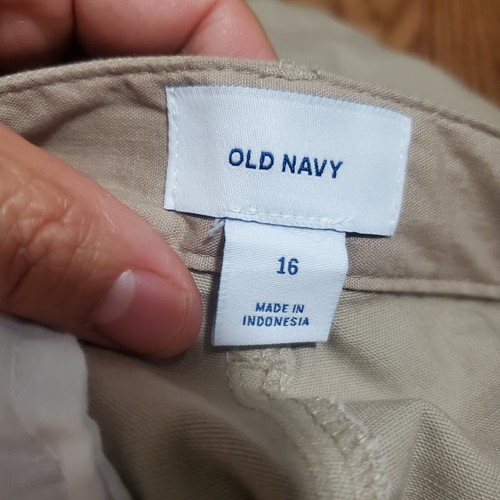 OLD NAVY
16
MADE IN
INDONESIA